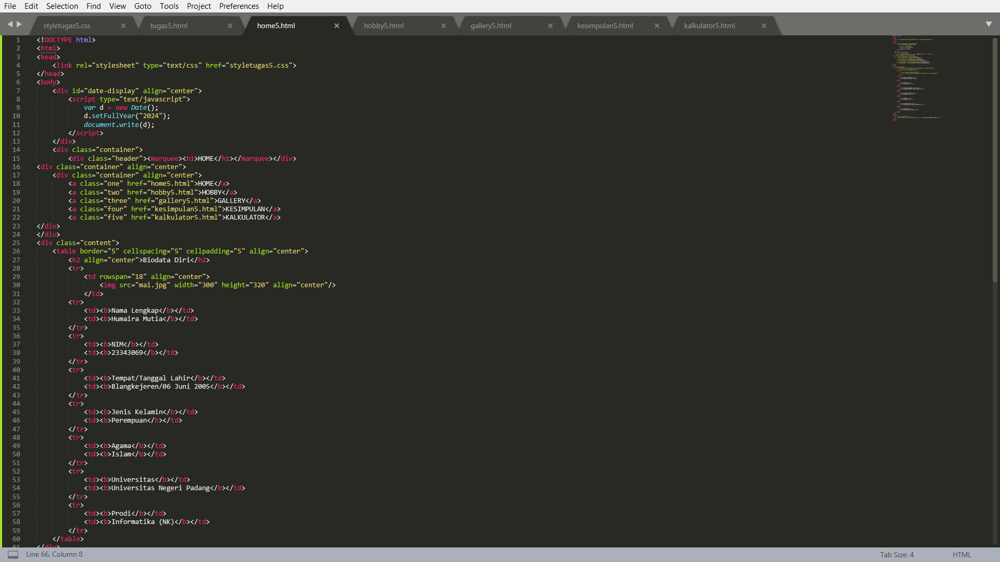 File Edit Selection Find View Goto Tools Project Preferences Help
styletugas5.css tugas5.html home5.html hobby5.html gallery5.html kesimpulan5.html kalkulator5.html
1 <!DOCTYPE html>
2 <html>
3 <head>
4     <link rel="stylesheet" type="text/css" href="styletugas5.css">
5 </head>
6 <body>
7     <div id="date-display" align="center">
8         <script type="text/javascript">
9             var d = new Date();
10             d.setFullYear("2024");
11             document.write(d);
12         </script>
13     </div>
14     <div class="container">
15         <div class="header"><marquee><h1>HOME</h1></marquee></div>
16 <div class="container" align="center">
17     <div class="container" align="center">
18         <a class="one" href="home5.html">HOME</a>
19         <a class="two" href="hobby5.html">HOBBY</a>
20         <a class="three" href="gallery5.html">GALLERY</a>
21         <a class="four" href="kesimpulan5.html">KESIMPULAN</a>
22         <a class="five" href="kalkulator5.html">KALKULATOR</a>
23 </div>
24 </div>
25 <div class="content">
26     <table border="5" cellspacing="5" cellpadding="5" align="center">
27         <h2 align="center">Biodata Diri</h2>
28         <tr>
29             <td rowspan="18" align="center">
30                 <img src="mai.jpg" width="300" height="320" align="center"/>
31             </td>
32         <tr>
33             <td><b>Nama Lengkap</b></td>
34             <td><b>Humaira Mutia</b></td>
35         </tr>
36         <tr>
37             <td><b>NIM</b></td>
38             <td><b>23343069</b></td>
39         </tr>
40         <tr>
41             <td><b>Tempat/Tanggal Lahir</b></td>
42             <td><b>Blangkejeren/06 Juni 2005</b></td>
43         </tr>
44         <tr>
45             <td><b>Jenis Kelamin</b></td>
46             <td><b>Perempuan</b></td>
47         </tr>
48         <tr>
49             <td><b>Agama</b></td>
50             <td><b>Islam</b></td>
51         </tr>
52         <tr>
53             <td><b>Universitas</b></td>
54             <td><b>Universitas Negeri Padang</b></td>
55         </tr>
56         <tr>
57             <td><b>Prodi</b></td>
58             <td><b>Informatika (NK)</b></td>
59         </tr>
60     </table>
61 </div>
Line 66, Column 8 Tab Size: 4 HTML